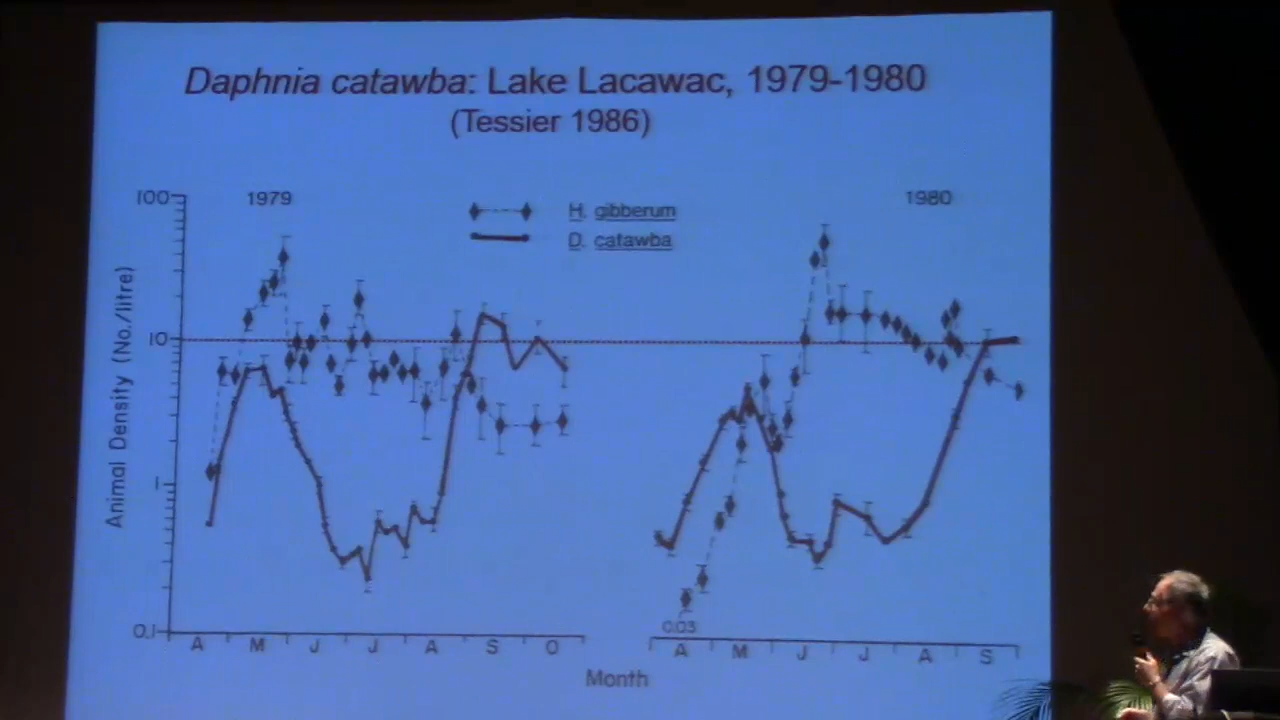 Daphnia catawba: Lake Lacawac, 1979-1980
(Tessier 1986)
100
1979
H. gibberum
D. catawba
1980
Animal Density (No./litre)
10
1
0.1
0.03
A M J J A S O
A M J J A S
Month